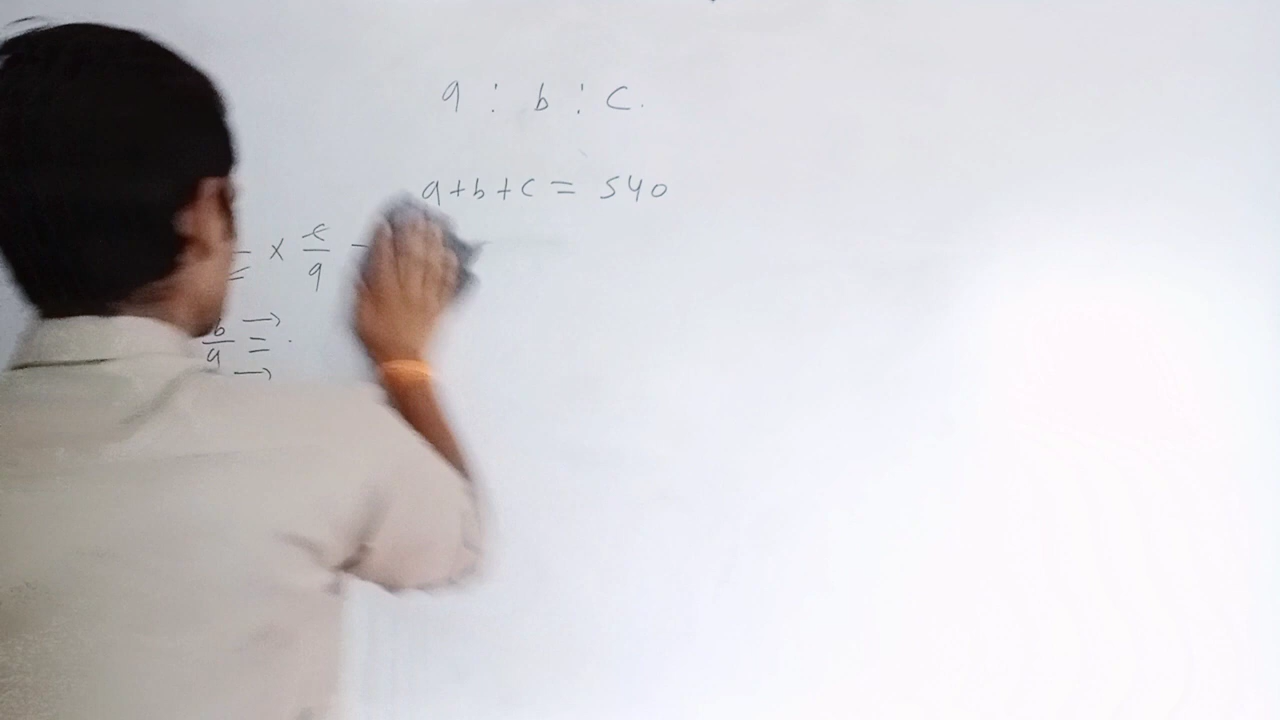 a : b : c.
a+b+c = 540
× c/a
b/a =